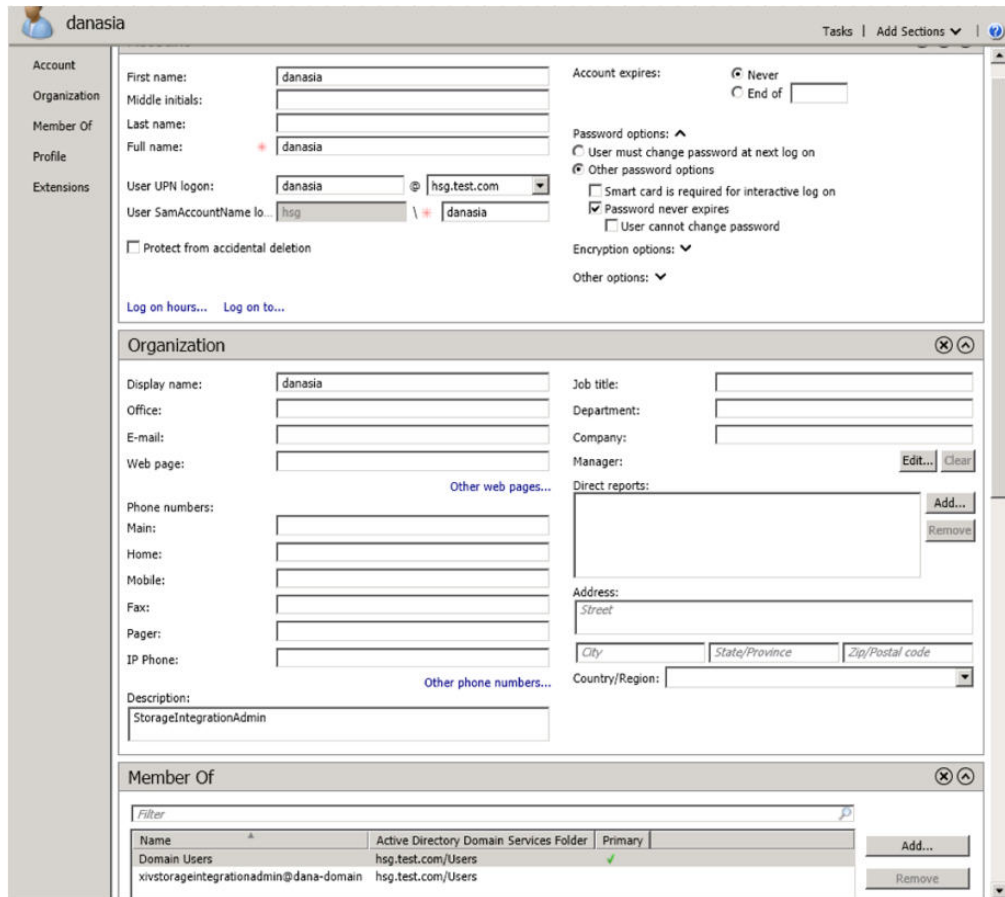 danasia
Tasks | Add Sections
Account
Organization
Member Of
Profile
Extensions
First name: danasia
Middle initials:
Last name:
Full name: * danasia
User UPN logon: danasia @ hsg.test.com
User SamAccountName lo... hsg \ * danasia
Protect from accidental deletion
Log on hours... Log on to...
Account expires: Never
End of
Password options:
User must change password at next log on
Other password options
Smart card is required for interactive log on
Password never expires
User cannot change password
Encryption options:
Other options:
Organization
Display name: danasia
Office:
E-mail:
Web page:
Other web pages...
Phone numbers:
Main:
Home:
Mobile:
Fax:
Pager:
IP Phone:
Other phone numbers...
Description:
StorageIntegrationAdmin
Job title:
Department:
Company:
Manager: Edit... Clear
Direct reports:
Add...
Remove
Address:
Street
City State/Province Zip/Postal code
Country/Region:
Member Of
Filter
Name Active Directory Domain Services Folder Primary
Domain Users hsg.test.com/Users
xivstorageintegrationadmin@dana-domain hsg.test.com/Users
Add...
Remove